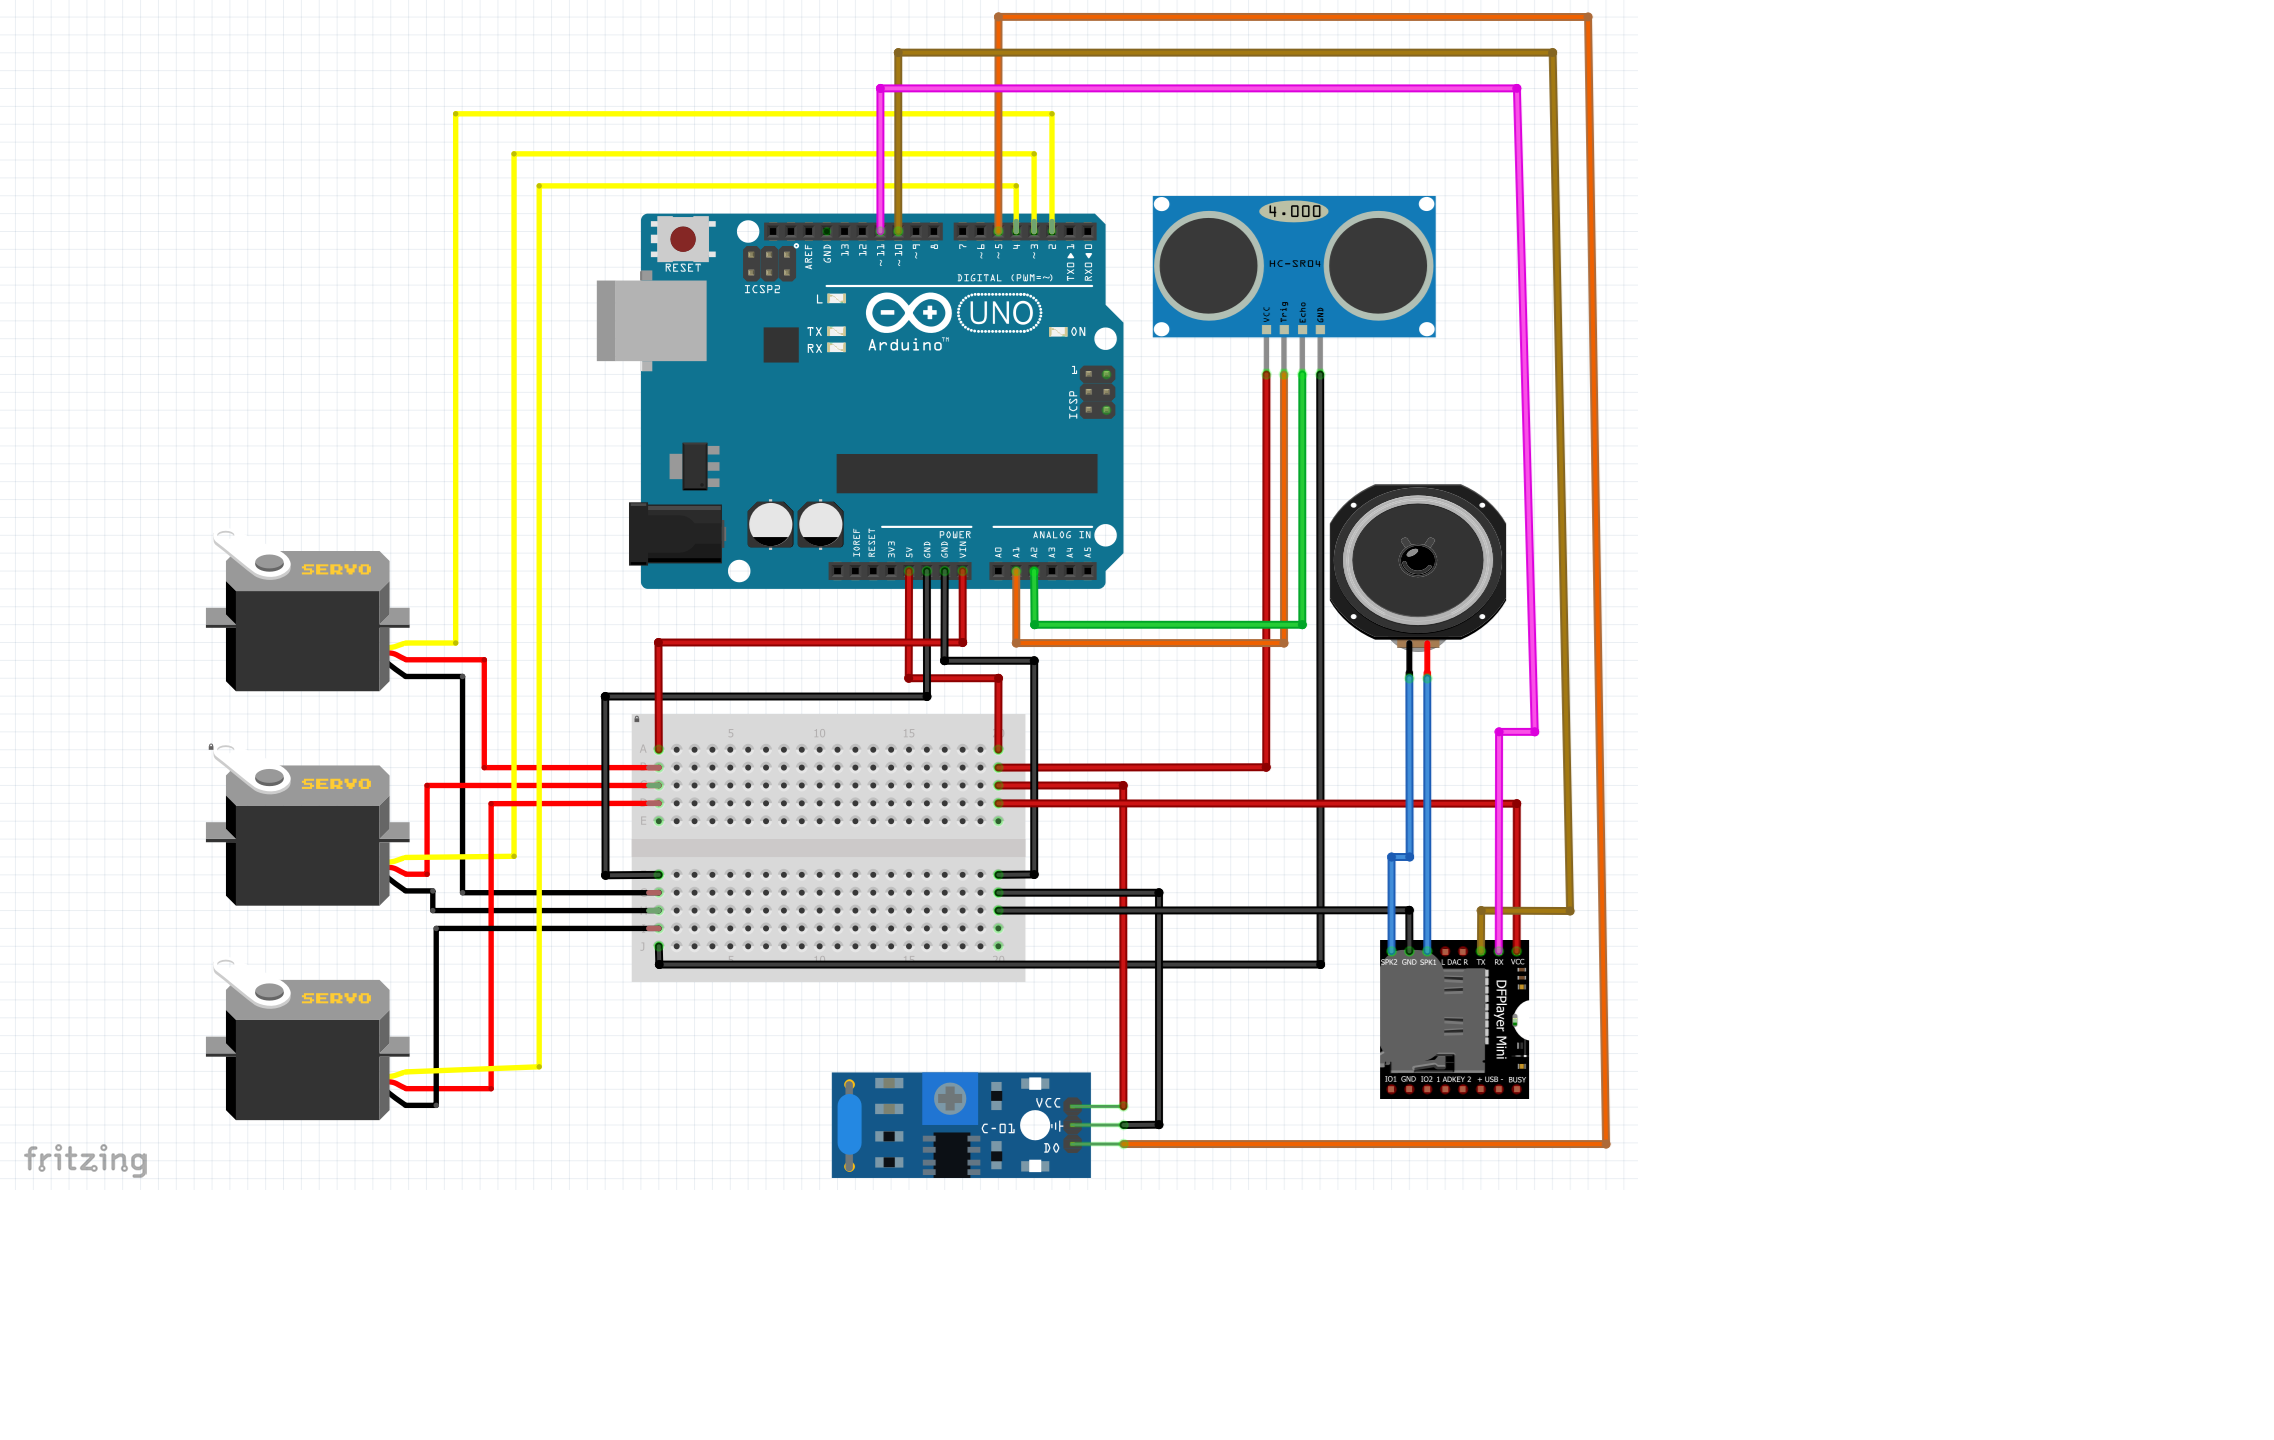 4.000
HC-SR04
VCC
Trig
Echo
GND
RESET
ICSP2
AREF
GND
13
12
~11
~10
~9
8
7
~6
~5
4
~3
2
TX0 1
RX0 0
DIGITAL (PWM=~)
L
TX
RX
UNO
ON
Arduino™
1
ICSP
IOREF
RESET
3V3
5V
GND
GND
VIN
POWER
ANALOG IN
A0
A1
A2
A3
A4
A5
SERVO
SERVO
SERVO
5 10 15
A
E
J
5 10 15 20
SPK2 GND SPK1 L DAC R TX RX VCC
DFPlayer Mini
IO1 GND IO2 1 ADKEY 2 + USB - BUSY
VCC
C-01
DO
fritzing